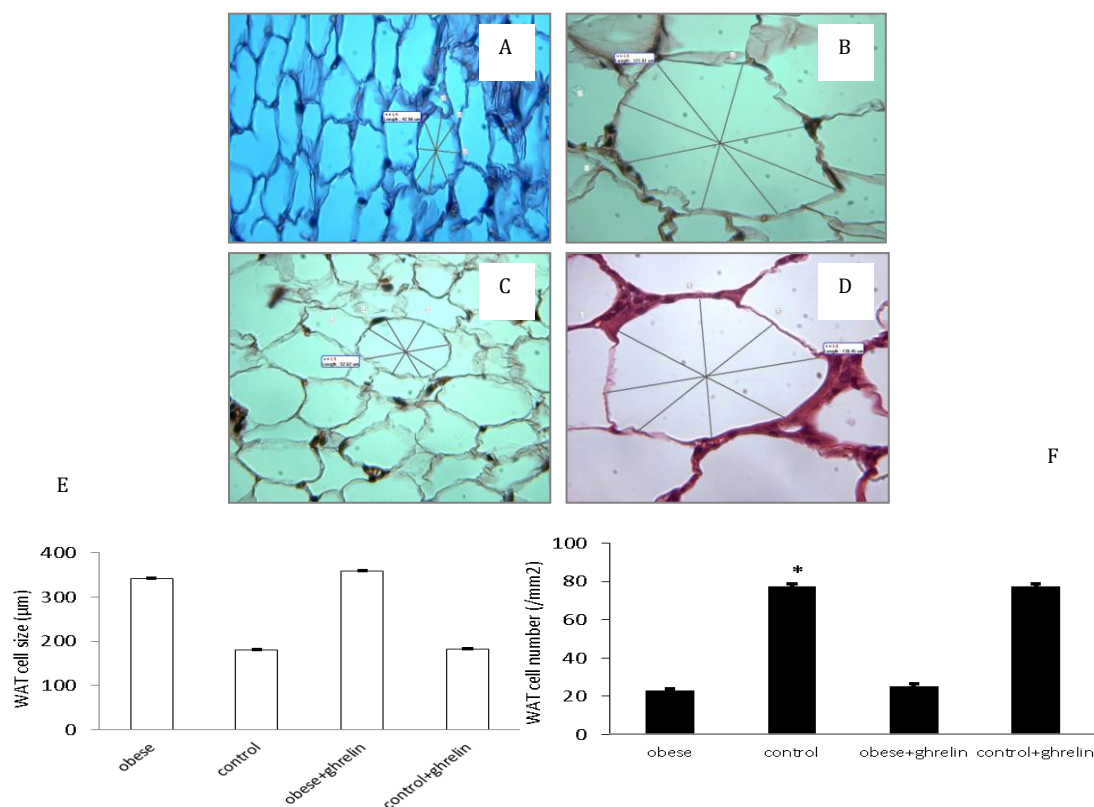 A
B
C
D
E
F
400
300
200
100
0
WAT cell size (µm)
obese
control
obese+ghrelin
control+ghrelin
100
80
60
40
20
0
WAT cell number (/mm2)
*
obese
control
obese+ghrelin
control+ghrelin